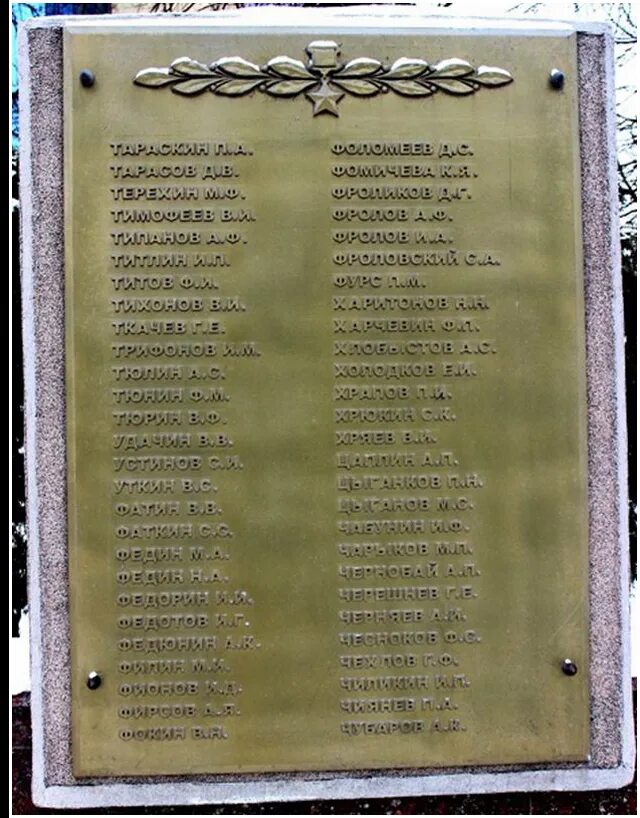 ТАРАСКИН П.А.
ТАРАСОВ Д.В.
ТЕРЕХИН М.Ф.
ТИМОФЕЕВ В.И.
ТИПАНОВ А.Ф.
ТИТЛИН И.П.
ТИТОВ Ф.И.
ТИХОНОВ В.И.
ТКАЧЕВ Г.Е.
ТРИФОНОВ И.М.
ТЮЛИН А.С.
ТЮНИН Ф.М.
ТЮРИН В.Ф.
УДАЧИН В.В.
УСТИНОВ С.И.
УТКИН В.С.
ФАТИН В.В.
ФАТКИН С.С.
ФЕДИН М.А.
ФЕДИН Н.А.
ФЕДОРИН И.И.
ФЕДОТОВ И.Г.
ФЕДЮНИН А.К.
ФИЛИН М.И.
ФИОНОВ И.Д.
ФИРСОВ А.Я.
ФОКИН В.Н.
ФОЛОМЕЕВ Д.С.
ФОМИЧЕВА К.Я.
ФРОЛИКОВ Д.Г.
ФРОЛОВ А.Ф.
ФРОЛОВ И.А.
ФРОЛОВСКИЙ С.А.
ФУРС П.М.
ХАРИТОНОВ Н.Н.
ХАРЧЕВИН Ф.П.
ХЛОБЫСТОВ А.С.
ХОЛОДКОВ Е.И.
ХРАПОВ П.И.
ХРЮКИН С.К.
ХРЯЕВ В.И.
ЦАПЛИН А.П.
ЦЫГАНКОВ П.Н.
ЦЫГАНОВ М.С.
ЧАБУНИН И.Ф.
ЧАРЫКОВ М.П.
ЧЕРНОБАЙ А.П.
ЧЕРЕШНЕВ Г.Е.
ЧЕРНЯЕВ А.И.
ЧЕСНОКОВ Ф.С.
ЧЕХЛОВ Г.Ф.
ЧИЛИКИН И.П.
ЧИЯНЕВ П.А.
ЧУБАРОВ А.К.